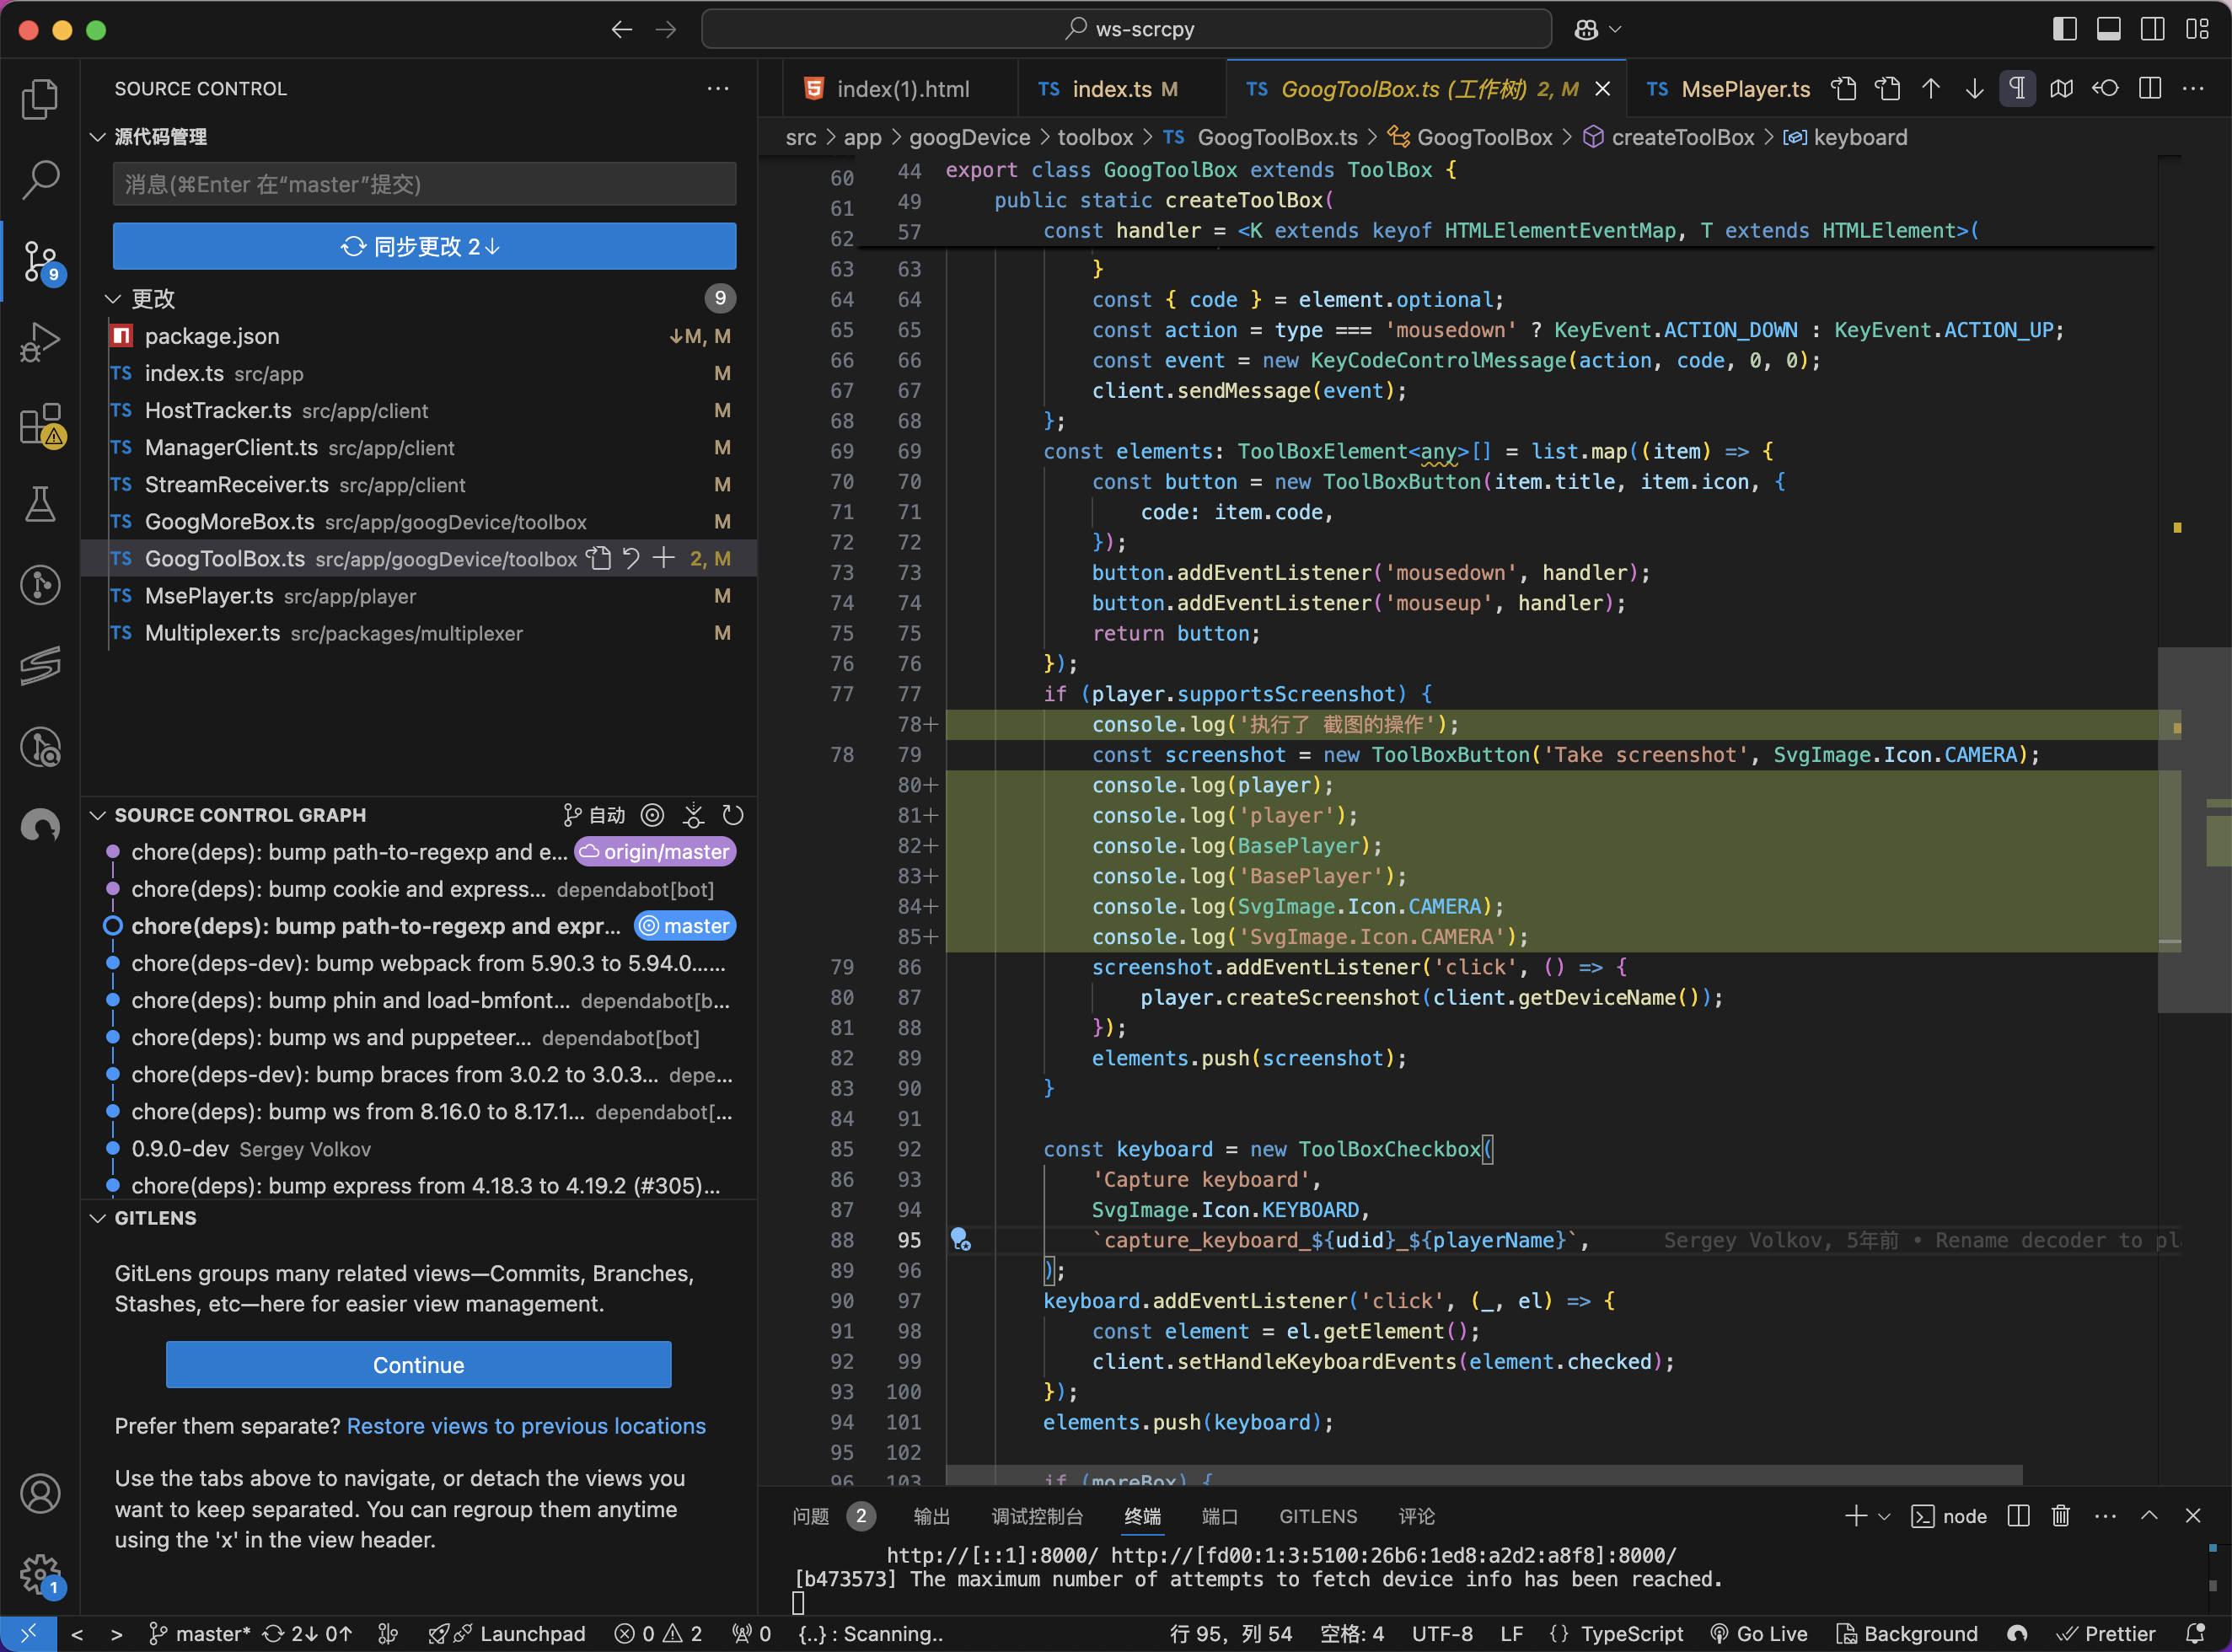 ws-scrcpy
SOURCE CONTROL
源代码管理
消息(⌘Enter 在“master”提交)
同步更改 2↓
更改
9
package.json ↓M, M
index.ts src/app M
HostTracker.ts src/app/client M
ManagerClient.ts src/app/client M
StreamReceiver.ts src/app/client M
GoogMoreBox.ts src/app/googDevice/toolbox M
GoogToolBox.ts src/app/googDevice/toolbox 2, M
MsePlayer.ts src/app/player M
Multiplexer.ts src/packages/multiplexer M
9
SOURCE CONTROL GRAPH 自动
chore(deps): bump path-to-regexp and e... origin/master
chore(deps): bump cookie and express... dependabot[bot]
chore(deps): bump path-to-regexp and expr... master
chore(deps-dev): bump webpack from 5.90.3 to 5.94.0......
chore(deps): bump phin and load-bmfont... dependabot[b...
chore(deps): bump ws and puppeteer... dependabot[bot]
chore(deps-dev): bump braces from 3.0.2 to 3.0.3... depe...
chore(deps): bump ws from 8.16.0 to 8.17.1... dependabot[...
0.9.0-dev Sergey Volkov
chore(deps): bump express from 4.18.3 to 4.19.2 (#305)...
GITLENS
GitLens groups many related views—Commits, Branches,
Stashes, etc—here for easier view management.
Continue
Prefer them separate? Restore views to previous locations
Use the tabs above to navigate, or detach the views you
want to keep separated. You can regroup them anytime
using the 'x' in the view header.
1
index(1).html TS index.ts M TS GoogToolBox.ts (工作树) 2, M TS MsePlayer.ts
src > app > googDevice > toolbox > TS GoogToolBox.ts > GoogToolBox > createToolBox > keyboard
60 44 export class GoogToolBox extends ToolBox {
61 49 public static createToolBox(
62 57 const handler = <K extends keyof HTMLElementEventMap, T extends HTMLElement>(
63 63 }
64 64 const { code } = element.optional;
65 65 const action = type === 'mousedown' ? KeyEvent.ACTION_DOWN : KeyEvent.ACTION_UP;
66 66 const event = new KeyCodeControlMessage(action, code, 0, 0);
67 67 client.sendMessage(event);
68 68 };
69 69 const elements: ToolBoxElement<any>[] = list.map((item) => {
70 70 const button = new ToolBoxButton(item.title, item.icon, {
71 71 code: item.code,
72 72 });
73 73 button.addEventListener('mousedown', handler);
74 74 button.addEventListener('mouseup', handler);
75 75 return button;
76 76 });
77 77 if (player.supportsScreenshot) {
78+ console.log('执行了 截图的操作');
78 79 const screenshot = new ToolBoxButton('Take screenshot', SvgImage.Icon.CAMERA);
80+ console.log(player);
81+ console.log('player');
82+ console.log(BasePlayer);
83+ console.log('BasePlayer');
84+ console.log(SvgImage.Icon.CAMERA);
85+ console.log('SvgImage.Icon.CAMERA');
79 86 screenshot.addEventListener('click', () => {
80 87 player.createScreenshot(client.getDeviceName());
81 88 });
82 89 elements.push(screenshot);
83 90 }
84 91
85 92 const keyboard = new ToolBoxCheckbox(
86 93 'Capture keyboard',
87 94 SvgImage.Icon.KEYBOARD,
88 95 `capture_keyboard_${udid}_${playerName}`, Sergey Volkov, 5年前 • Rename decoder to pl
89 96 );
90 97 keyboard.addEventListener('click', (_, el) => {
91 98 const element = el.getElement();
92 99 client.setHandleKeyboardEvents(element.checked);
93 100 });
94 101 elements.push(keyboard);
95 102
96 103 if (moreBox) {
问题 2 输出 调试控制台 终端 端口 GITLENS 评论 node
http://[::1]:8000/ http://[fd00:1:3:5100:26b6:1ed8:a2d2:a8f8]:8000/
[b473573] The maximum number of attempts to fetch device info has been reached.
< > master* 2↓ 0↑ Launchpad 0 2 0 {..} : Scanning.. 行 95, 列 54 空格: 4 UTF-8 LF {} TypeScript Go Live Background Prettier